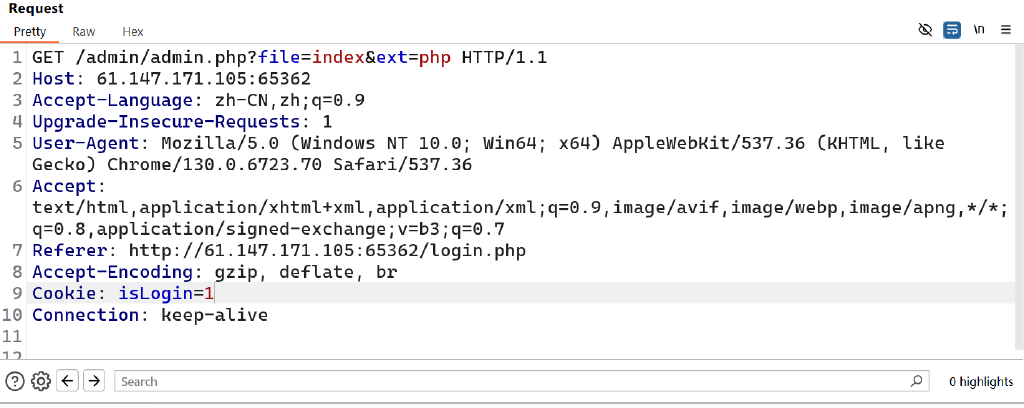 Request
Pretty Raw Hex \n
1 GET /admin/admin.php?file=index&ext=php HTTP/1.1
2 Host: 61.147.171.105:65362
3 Accept-Language: zh-CN,zh;q=0.9
4 Upgrade-Insecure-Requests: 1
5 User-Agent: Mozilla/5.0 (Windows NT 10.0; Win64; x64) AppleWebKit/537.36 (KHTML, like
Gecko) Chrome/130.0.6723.70 Safari/537.36
6 Accept:
text/html,application/xhtml+xml,application/xml;q=0.9,image/avif,image/webp,image/apng,*/*;
q=0.8,application/signed-exchange;v=b3;q=0.7
7 Referer: http://61.147.171.105:65362/login.php
8 Accept-Encoding: gzip, deflate, br
9 Cookie: isLogin=1
10 Connection: keep-alive
11
12
Search 0 highlights